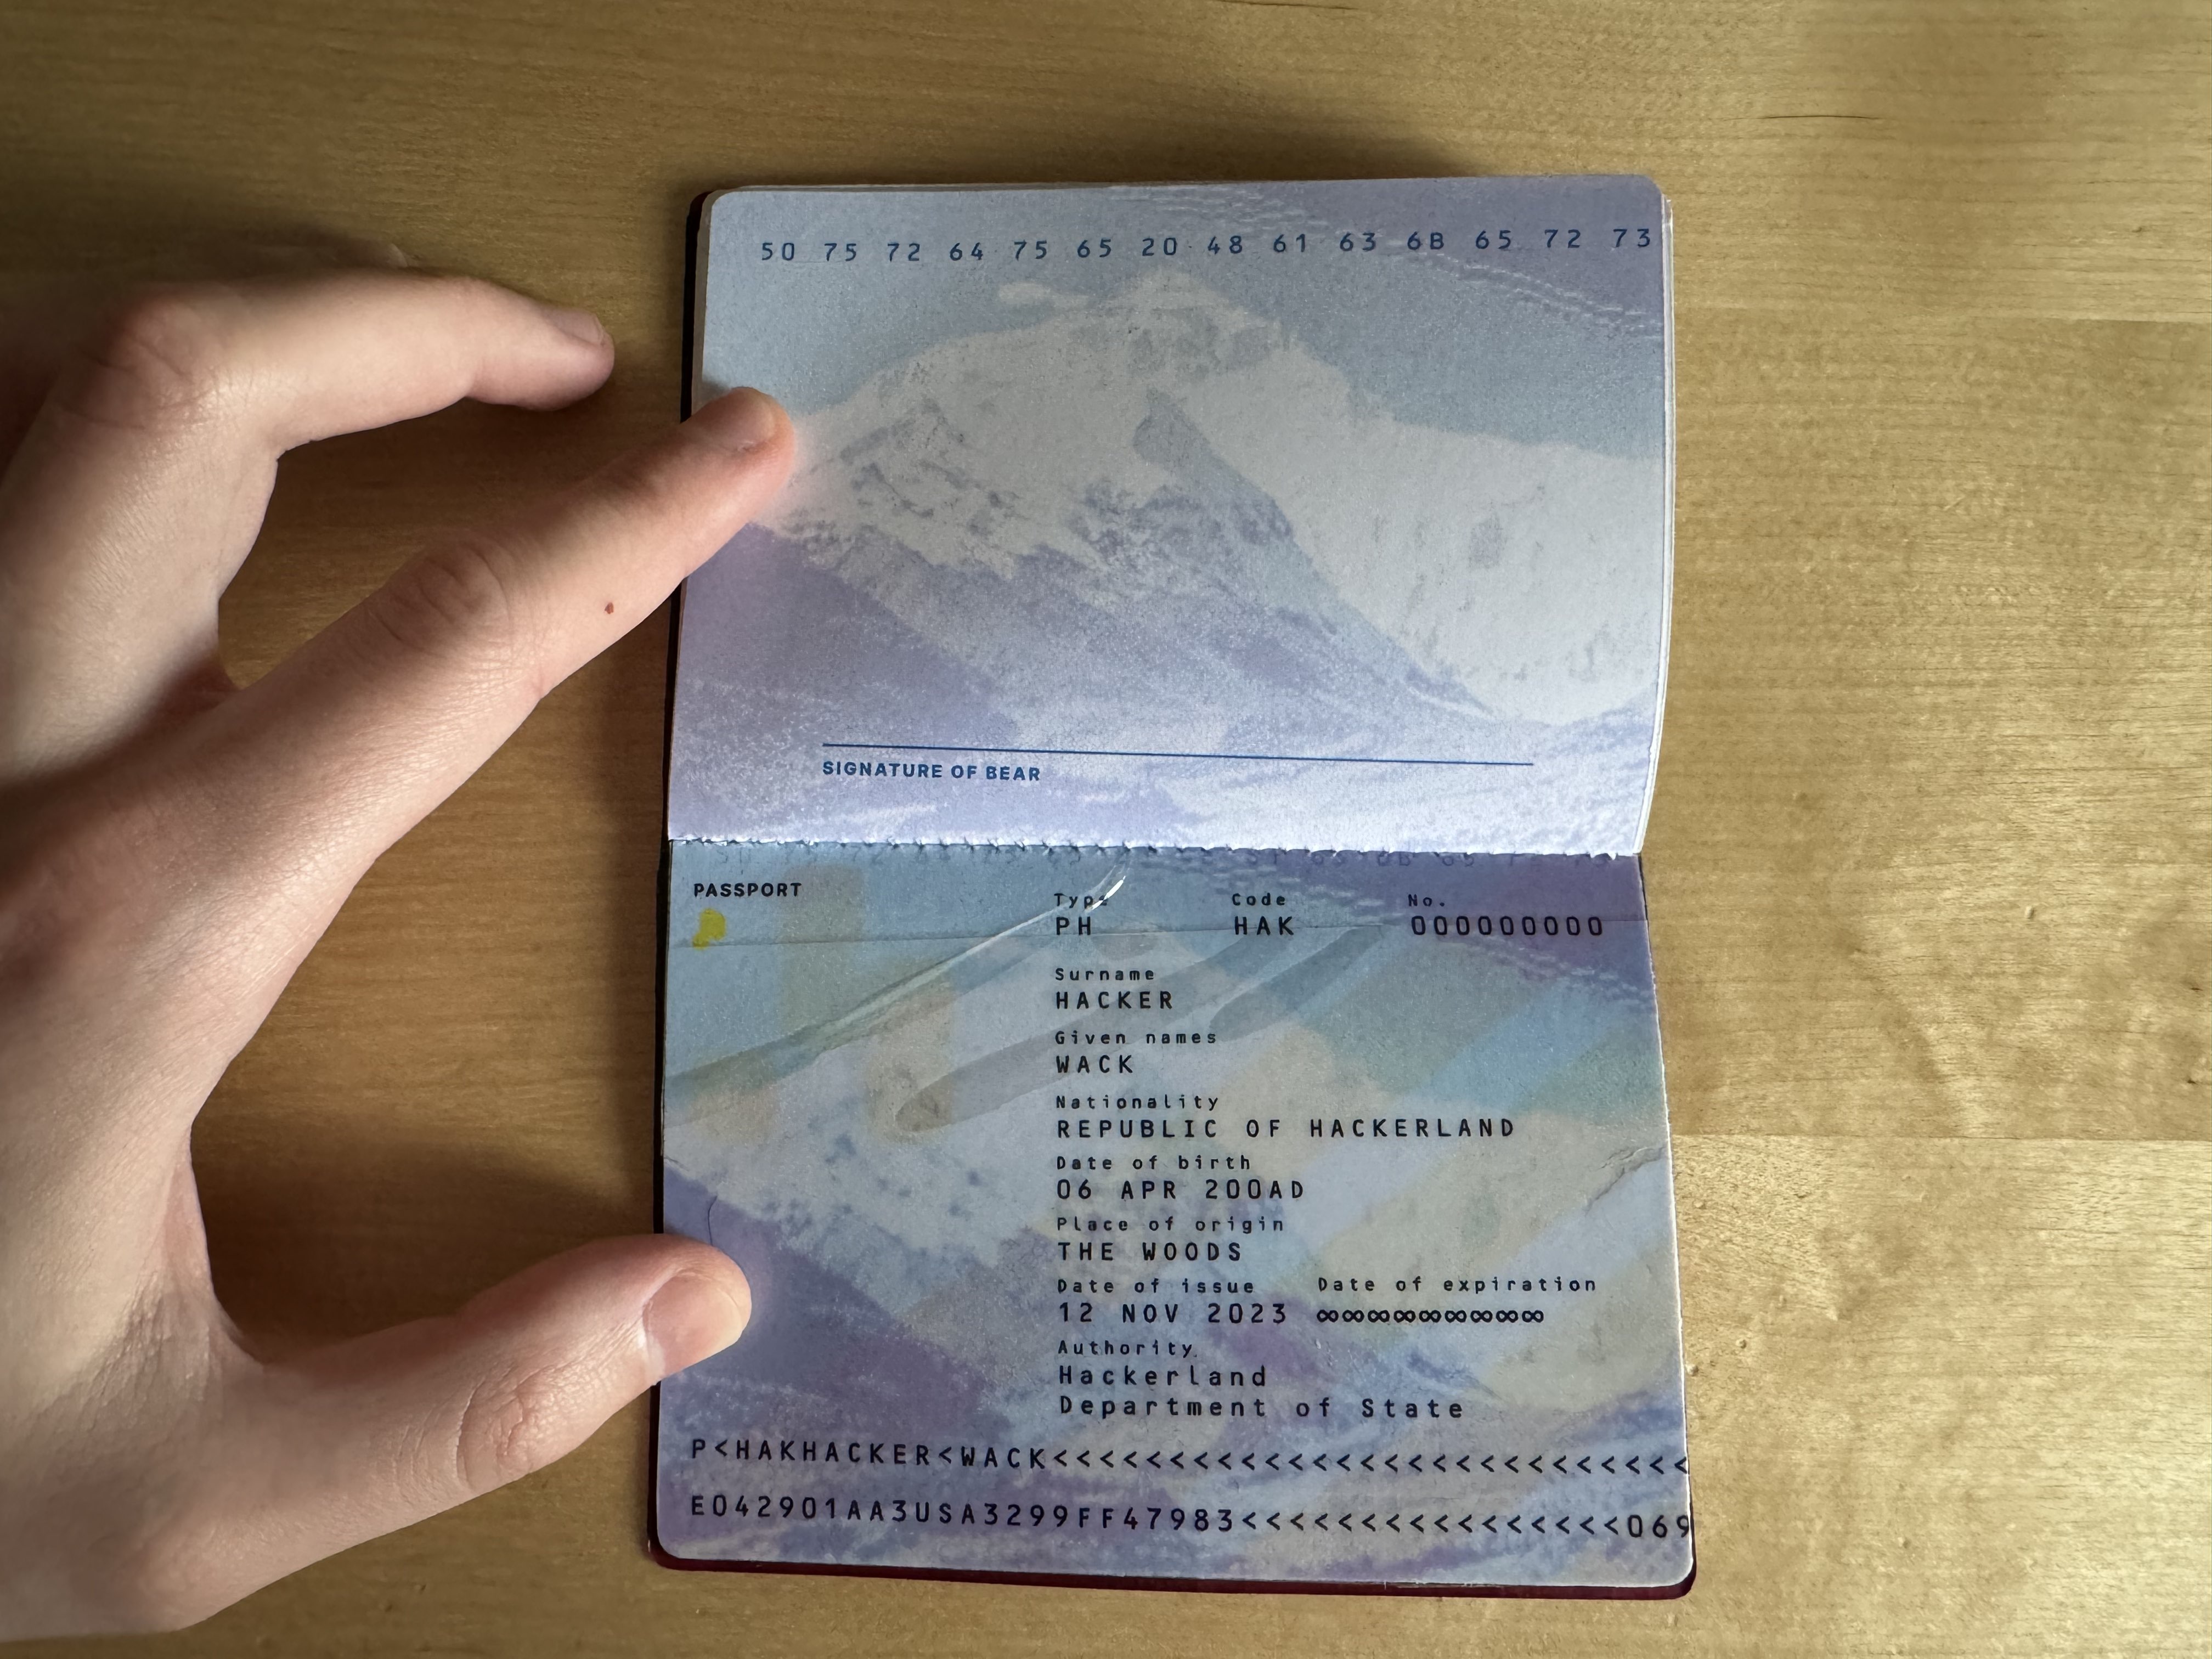 50 75 72 64 75 65 20 48 61 63 6B 65 72 73
SIGNATURE OF BEAR
PASSPORT
Type Code No.
PH HAK 000000000
Surname
HACKER
Given names
WACK
Nationality
REPUBLIC OF HACKERLAND
Date of birth
06 APR 200AD
Place of origin
THE WOODS
Date of issue Date of expiration
12 NOV 2023 ∞∞∞∞∞∞∞∞∞
Authority
Hackerland
Department of State
P<HAKHACKER<WACK<<<<<<<<<<<<<<<<<<<<<<<<<<<
E042901AA3USA3299FF47983<<<<<<<<<<<<<<<<069